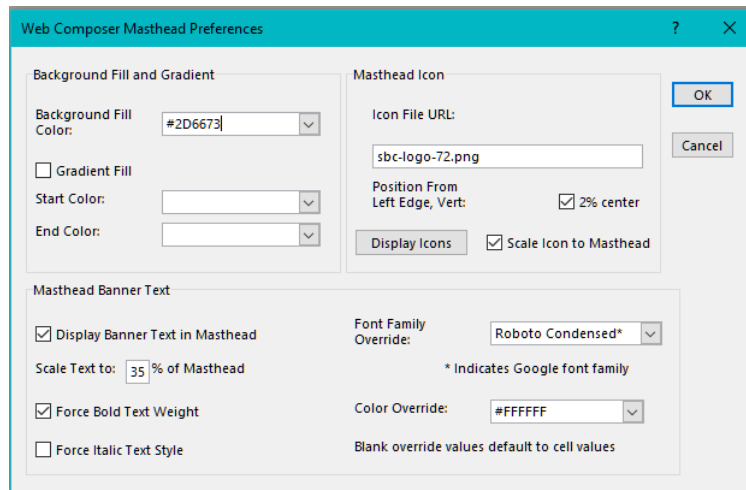 Web Composer Masthead Preferences
?
Background Fill and Gradient
Background Fill
Color:
#2D6673
Gradient Fill
Start Color:
End Color:
Masthead Icon
Icon File URL:
sbc-logo-72.png
Position From
Left Edge, Vert:
2% center
Display Icons
Scale Icon to Masthead
OK
Cancel
Masthead Banner Text
Display Banner Text in Masthead
Scale Text to: 35 % of Masthead
Force Bold Text Weight
Force Italic Text Style
Font Family
Override:
Roboto Condensed*
* Indicates Google font family
Color Override:
#FFFFFF
Blank override values default to cell values